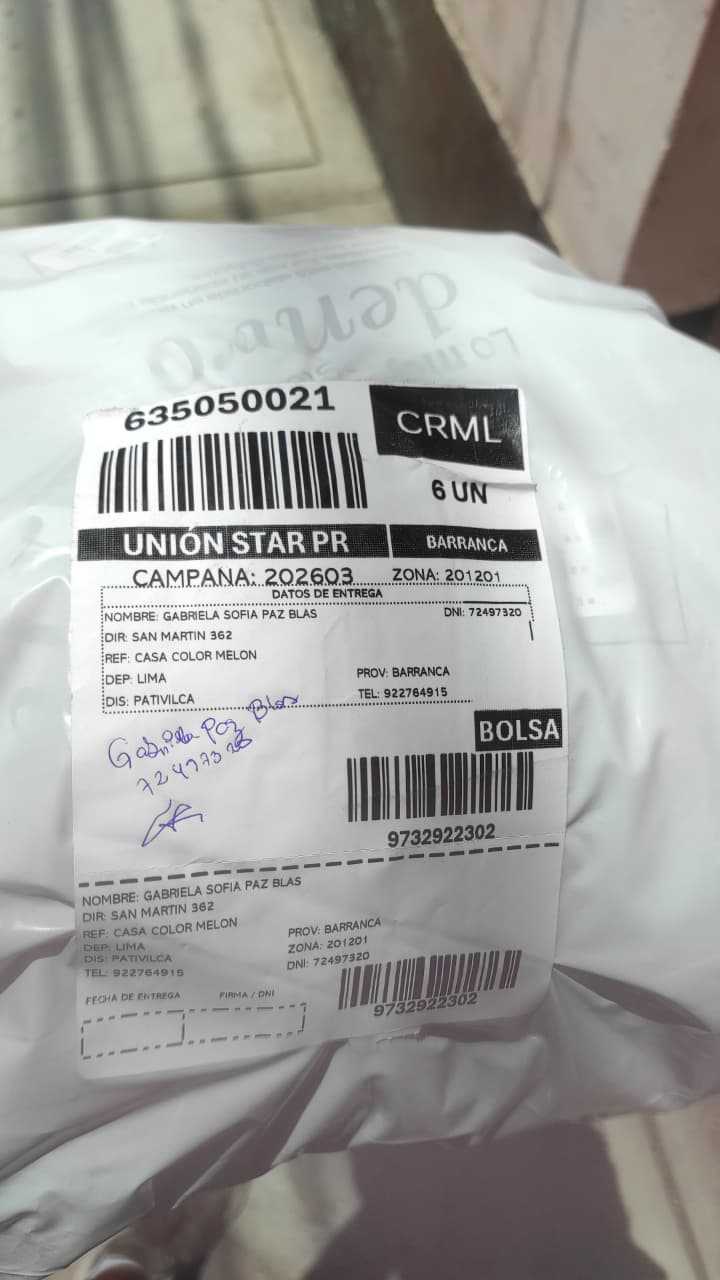 635050021
CRML
6 UN
UNIÓN STAR PR
BARRANCA
CAMPANA: 202603 ZONA: 201201
DATOS DE ENTREGA
NOMBRE: GABRIELA SOFIA PAZ BLAS DNI: 72497320
DIR: SAN MARTIN 362
REF: CASA COLOR MELON
DEP: LIMA PROV: BARRANCA
DIS: PATIVILCA TEL: 922764915
Gabriela Paz Blas
BOLSA
9732922302
NOMBRE: GABRIELA SOFIA PAZ BLAS
DIR: SAN MARTIN 362
REF: CASA COLOR MELON PROV: BARRANCA
DEP: LIMA ZONA: 201201
DIS: PATIVILCA DNI: 72497320
TEL: 922764915
9732922302
FECHA DE ENTREGA FIRMA / DNI